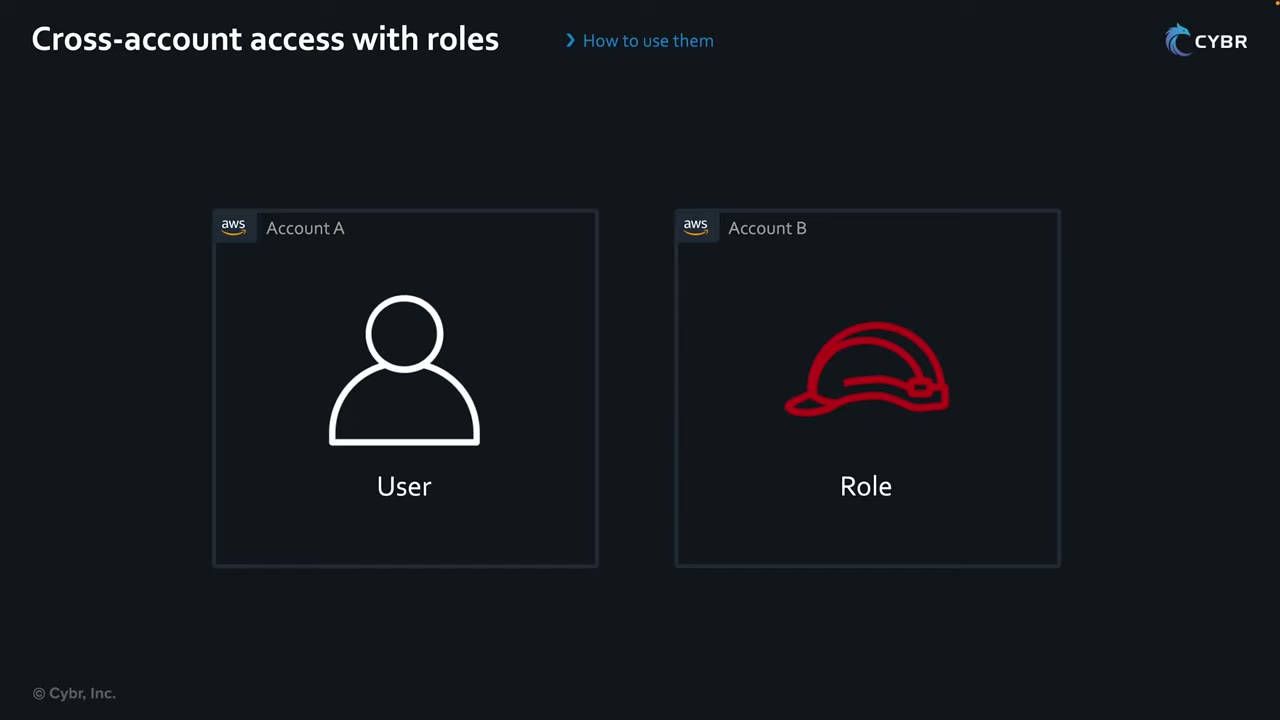 Cross-account access with roles
How to use them
CYBR
aws Account A
aws Account B
User
Role
© Cybr, Inc.